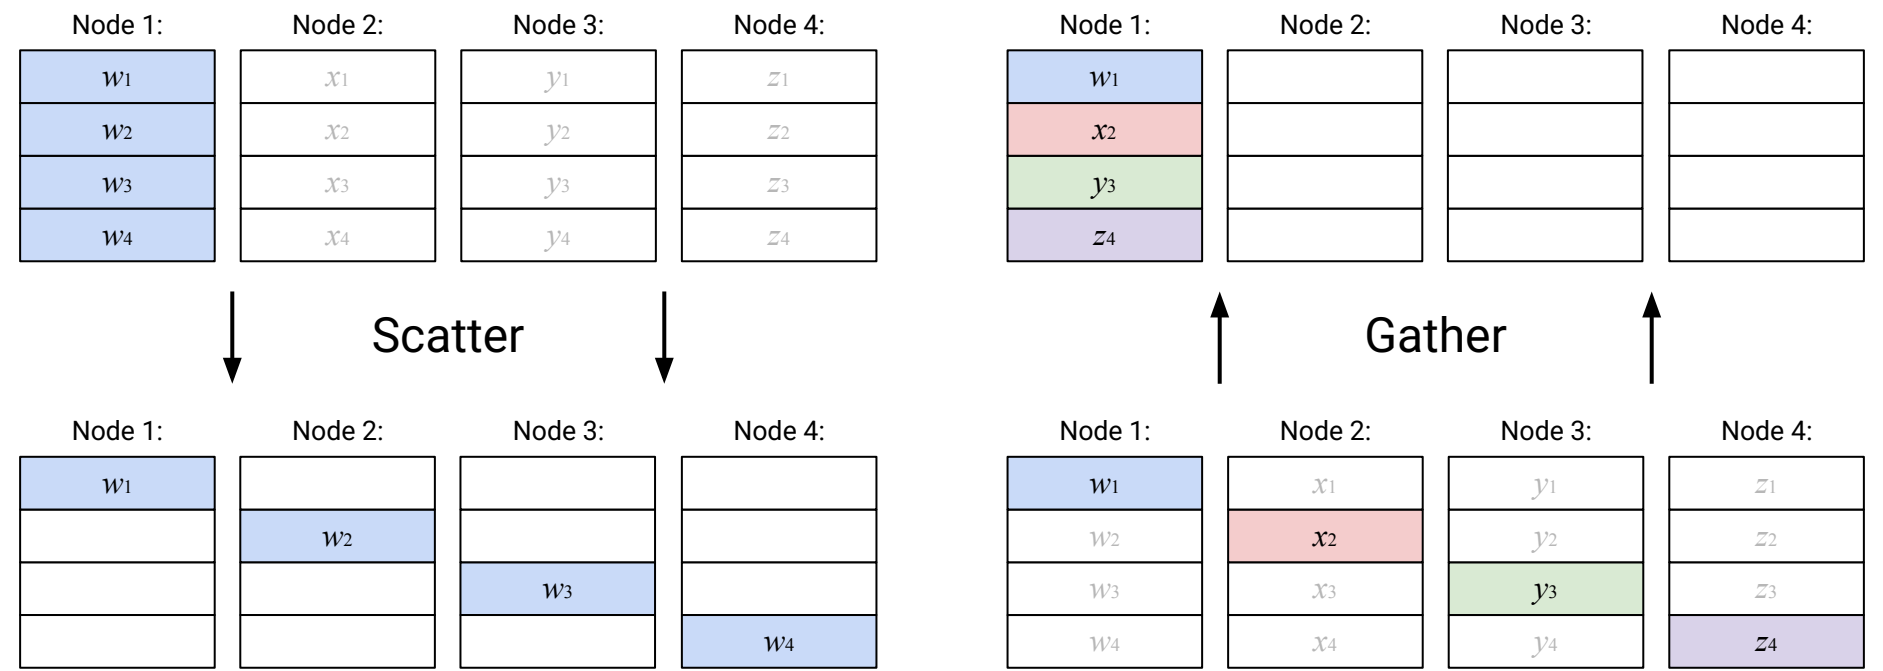 Node 1: Node 2: Node 3: Node 4:
w1 x1 y1 z1
w2 x2 y2 z2
w3 x3 y3 z3
w4 x4 y4 z4
Scatter
Node 1: Node 2: Node 3: Node 4:
w1
w2
w3
w4
Node 1: Node 2: Node 3: Node 4:
w1
x2
y3
z4
Gather
Node 1: Node 2: Node 3: Node 4:
w1 x1 y1 z1
w2 x2 y2 z2
w3 x3 y3 z3
w4 x4 y4 z4